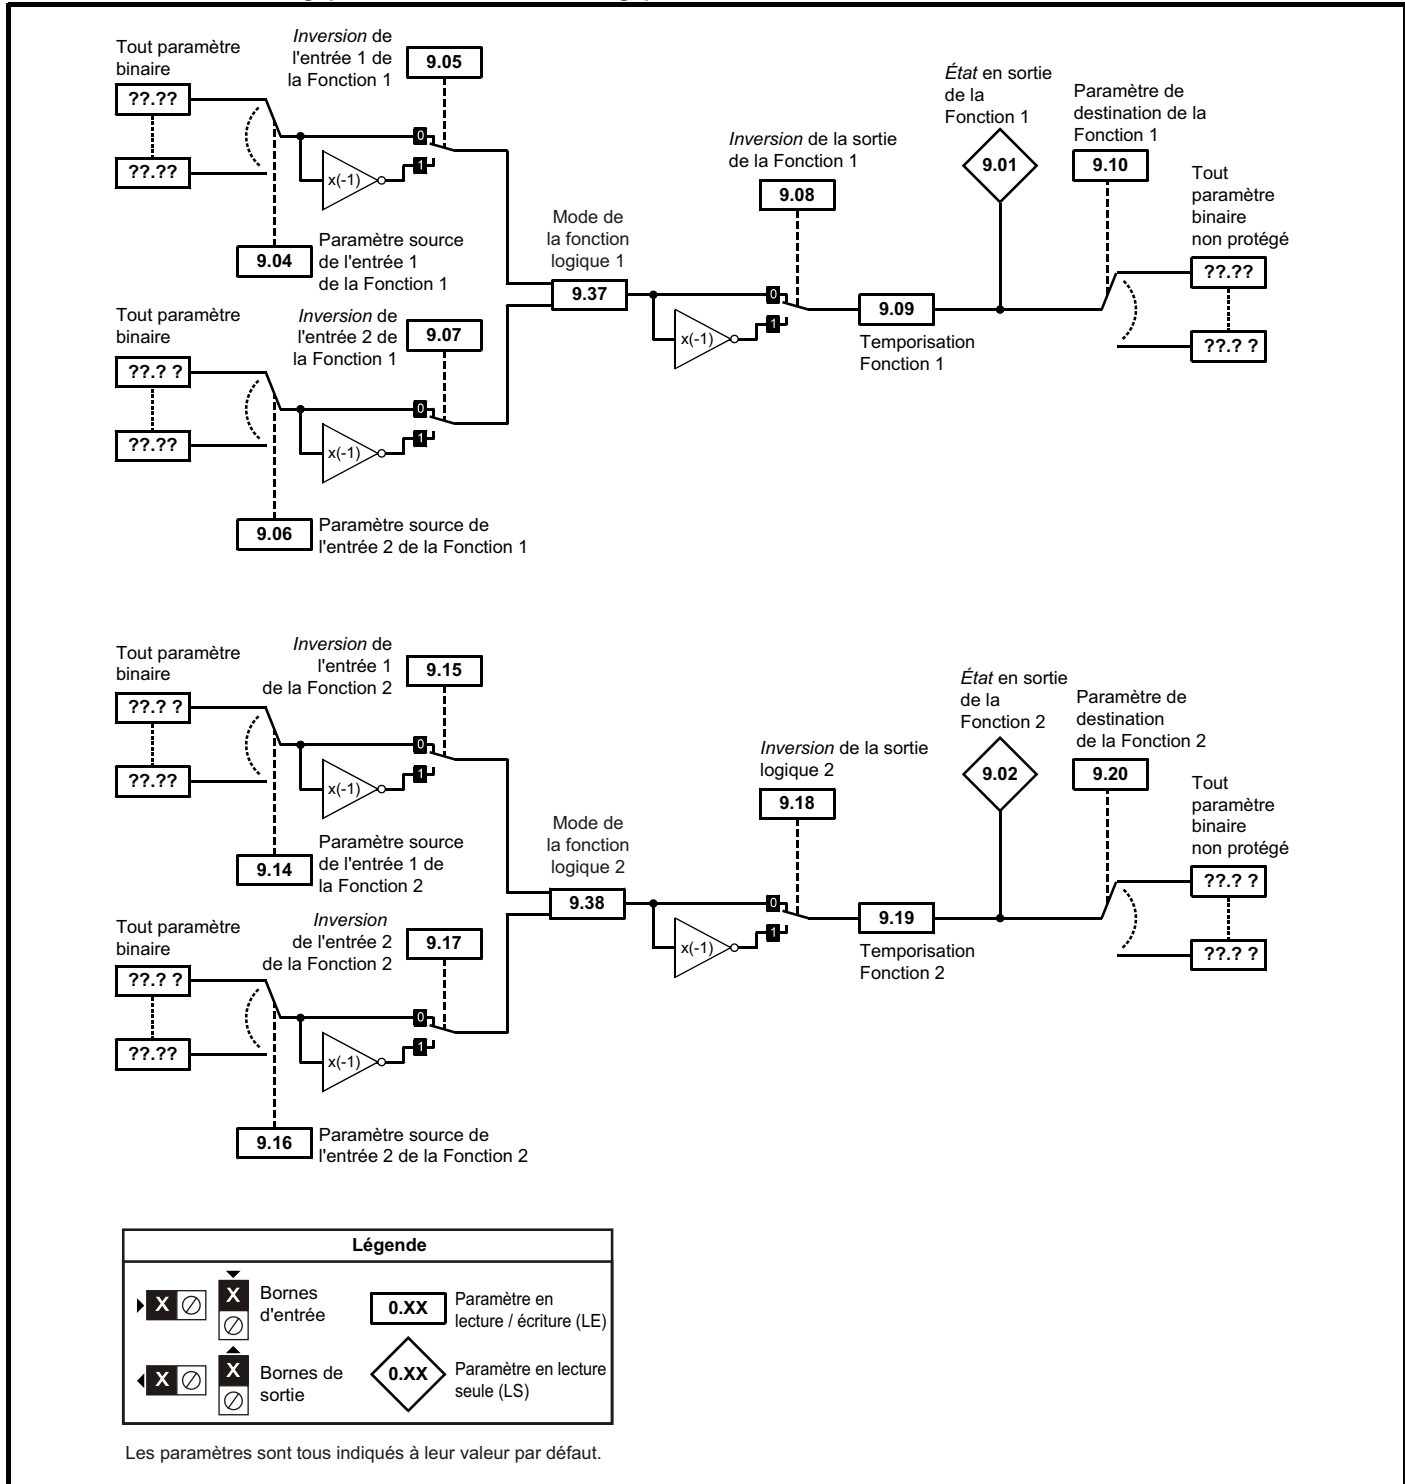 Tout paramètre
binaire
??.??
??.??
Inversion de
l'entrée 1 de
la Fonction 1
9.05
0
1
x(-1)
9.04
Paramètre source
de l'entrée 1
de la Fonction 1
Tout paramètre
binaire
??.? ?
??.??
Inversion de
l'entrée 2 de
la Fonction 1
9.07
0
1
x(-1)
9.06
Paramètre source de
l'entrée 2 de la Fonction 1
Mode de
la fonction
logique 1
9.37
x(-1)
Inversion de la sortie
de la Fonction 1
9.08
0
1
9.09
Temporisation
Fonction 1
État en sortie
de la
Fonction 1
9.01
Paramètre de
destination de la
Fonction 1
9.10
Tout
paramètre
binaire
non protégé
??.??
??.? ?
Tout paramètre
binaire
??.? ?
??.??
Inversion de
l'entrée 1
de la Fonction 2
9.15
0
1
x(-1)
9.14
Paramètre source
de l'entrée 1 de
la Fonction 2
Tout paramètre
binaire
??.? ?
??.??
Inversion
de l'entrée 2
de la Fonction 2
9.17
0
1
x(-1)
9.16
Paramètre source de
l'entrée 2 de la Fonction 2
Mode de
la fonction
logique 2
9.38
x(-1)
Inversion de la sortie
logique 2
9.18
0
1
9.19
Temporisation
Fonction 2
État en sortie
de la
Fonction 2
9.02
Paramètre de
destination
de la Fonction 2
9.20
Tout
paramètre
binaire
non protégé
??.? ?
??.? ?
Légende
X
X
Bornes
d'entrée
0.XX
Paramètre en
lecture / écriture (LE)
X
X
Bornes de
sortie
0.XX
Paramètre en lecture
seule (LS)
Les paramètres sont tous indiqués à leur valeur par défaut.